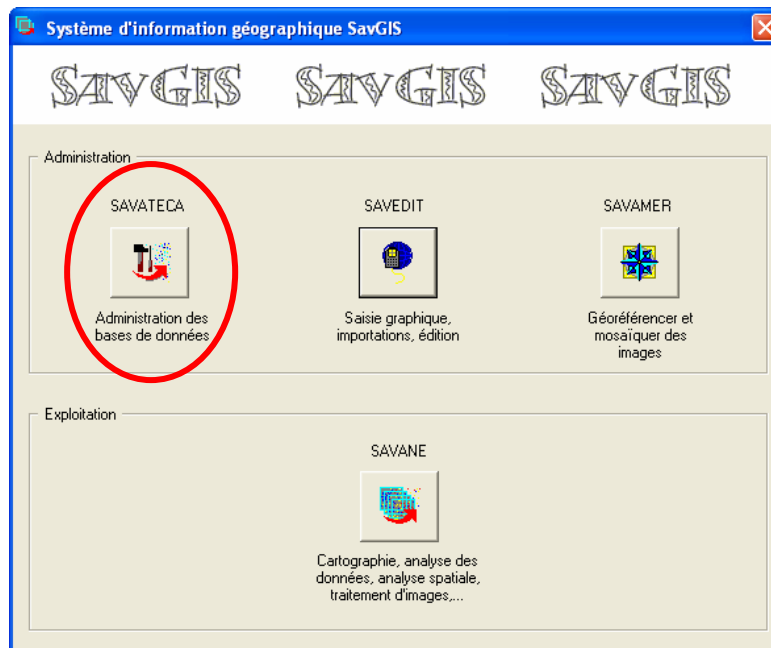 Système d'information géographique SavGIS
SAVGIS SAVGIS SAVGIS
Administration
SAVATECA SAVEDIT SAVAMER
Administration des
bases de données
Saisie graphique,
importations, édition
Géoréférencer et
mosaïquer des
images
Exploitation
SAVANE
Cartographie, analyse des
données, analyse spatiale,
traitement d'images,...